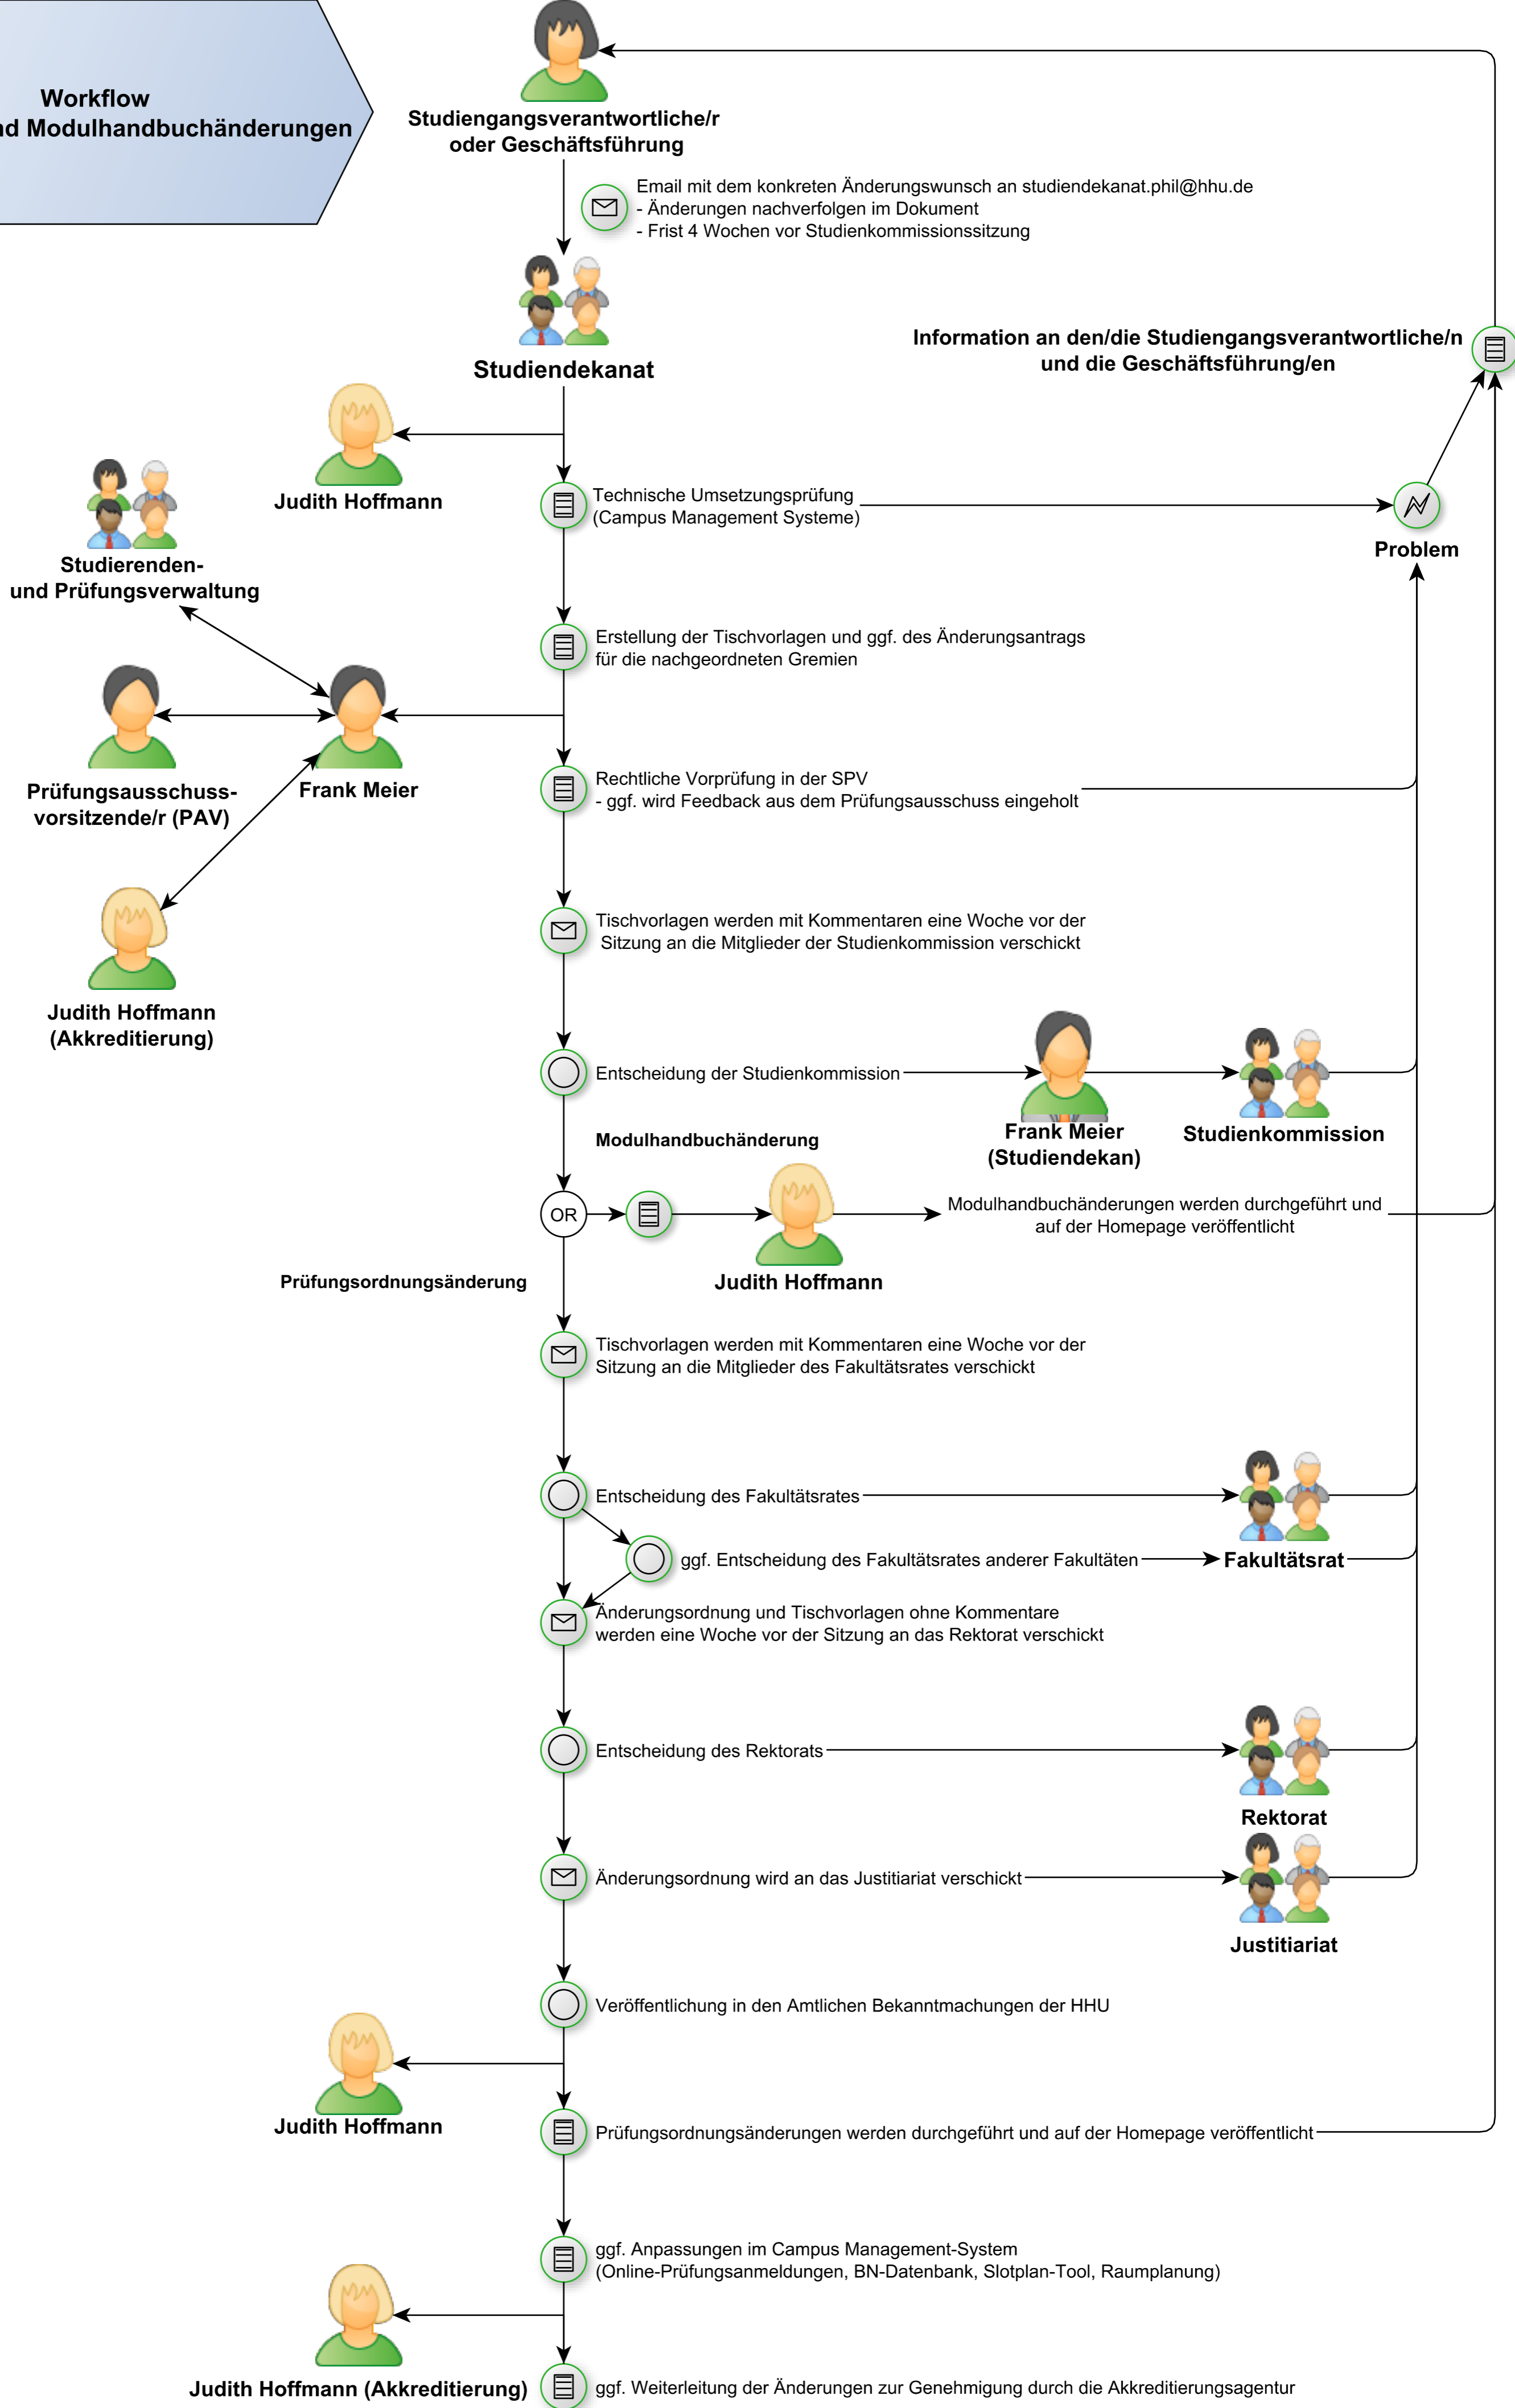 Workflow
nd Modulhandbuchänderungen
Studiengangsverantwortliche/r
oder Geschäftsführung
Email mit dem konkreten Änderungswunsch an studiendekanat.phil@hhu.de
- Änderungen nachverfolgen im Dokument
- Frist 4 Wochen vor Studienkommissionssitzung
Studiendekanat
Information an den/die Studiengangsverantwortliche/n
und die Geschäftsführung/en
Judith Hoffmann
Technische Umsetzungsprüfung
(Campus Management Systeme)
Problem
Studierenden-
und Prüfungsverwaltung
Erstellung der Tischvorlagen und ggf. des Änderungsantrags
für die nachgeordneten Gremien
Prüfungsausschuss-
vorsitzende/r (PAV)
Frank Meier
Rechtliche Vorprüfung in der SPV
- ggf. wird Feedback aus dem Prüfungsausschuss eingeholt
Tischvorlagen werden mit Kommentaren eine Woche vor der
Sitzung an die Mitglieder der Studienkommission verschickt
Judith Hoffmann
(Akkreditierung)
Entscheidung der Studienkommission
Frank Meier
(Studiendekan)
Studienkommission
Modulhandbuchänderung
OR
Judith Hoffmann
Modulhandbuchänderungen werden durchgeführt und
auf der Homepage veröffentlicht
Prüfungsordnungsänderung
Tischvorlagen werden mit Kommentaren eine Woche vor der
Sitzung an die Mitglieder des Fakultätsrates verschickt
Entscheidung des Fakultätsrates
ggf. Entscheidung des Fakultätsrates anderer Fakultäten
Fakultätsrat
Änderungsordnung und Tischvorlagen ohne Kommentare
werden eine Woche vor der Sitzung an das Rektorat verschickt
Entscheidung des Rektorats
Rektorat
Änderungsordnung wird an das Justitiariat verschickt
Justitiariat
Veröffentlichung in den Amtlichen Bekanntmachungen der HHU
Judith Hoffmann
Prüfungsordnungsänderungen werden durchgeführt und auf der Homepage veröffentlicht
ggf. Anpassungen im Campus Management-System
(Online-Prüfungsanmeldungen, BN-Datenbank, Slotplan-Tool, Raumplanung)
Judith Hoffmann (Akkreditierung)
ggf. Weiterleitung der Änderungen zur Genehmigung durch die Akkreditierungsagentur